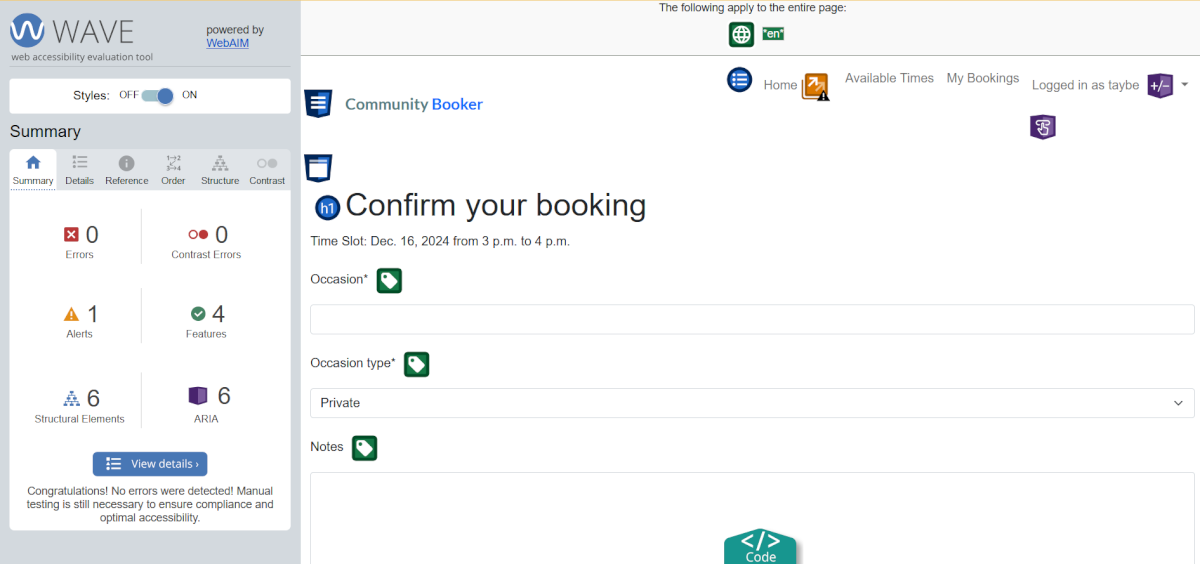 WAVE
powered by
WebAIM
web accessibility evaluation tool
Styles: OFF ON
Summary
Summary Details Reference Order Structure Contrast
0 0
Errors Contrast Errors
1 4
Alerts Features
6 6
Structural Elements ARIA
View details ›
Congratulations! No errors were detected! Manual
testing is still necessary to ensure compliance and
optimal accessibility.
The following apply to the entire page:
"en"
Community Booker
Home Available Times My Bookings Logged in as taybe +/-
h1 Confirm your booking
Time Slot: Dec. 16, 2024 from 3 p.m. to 4 p.m.
Occasion*
Occasion type*
Private
Notes
</>
Code